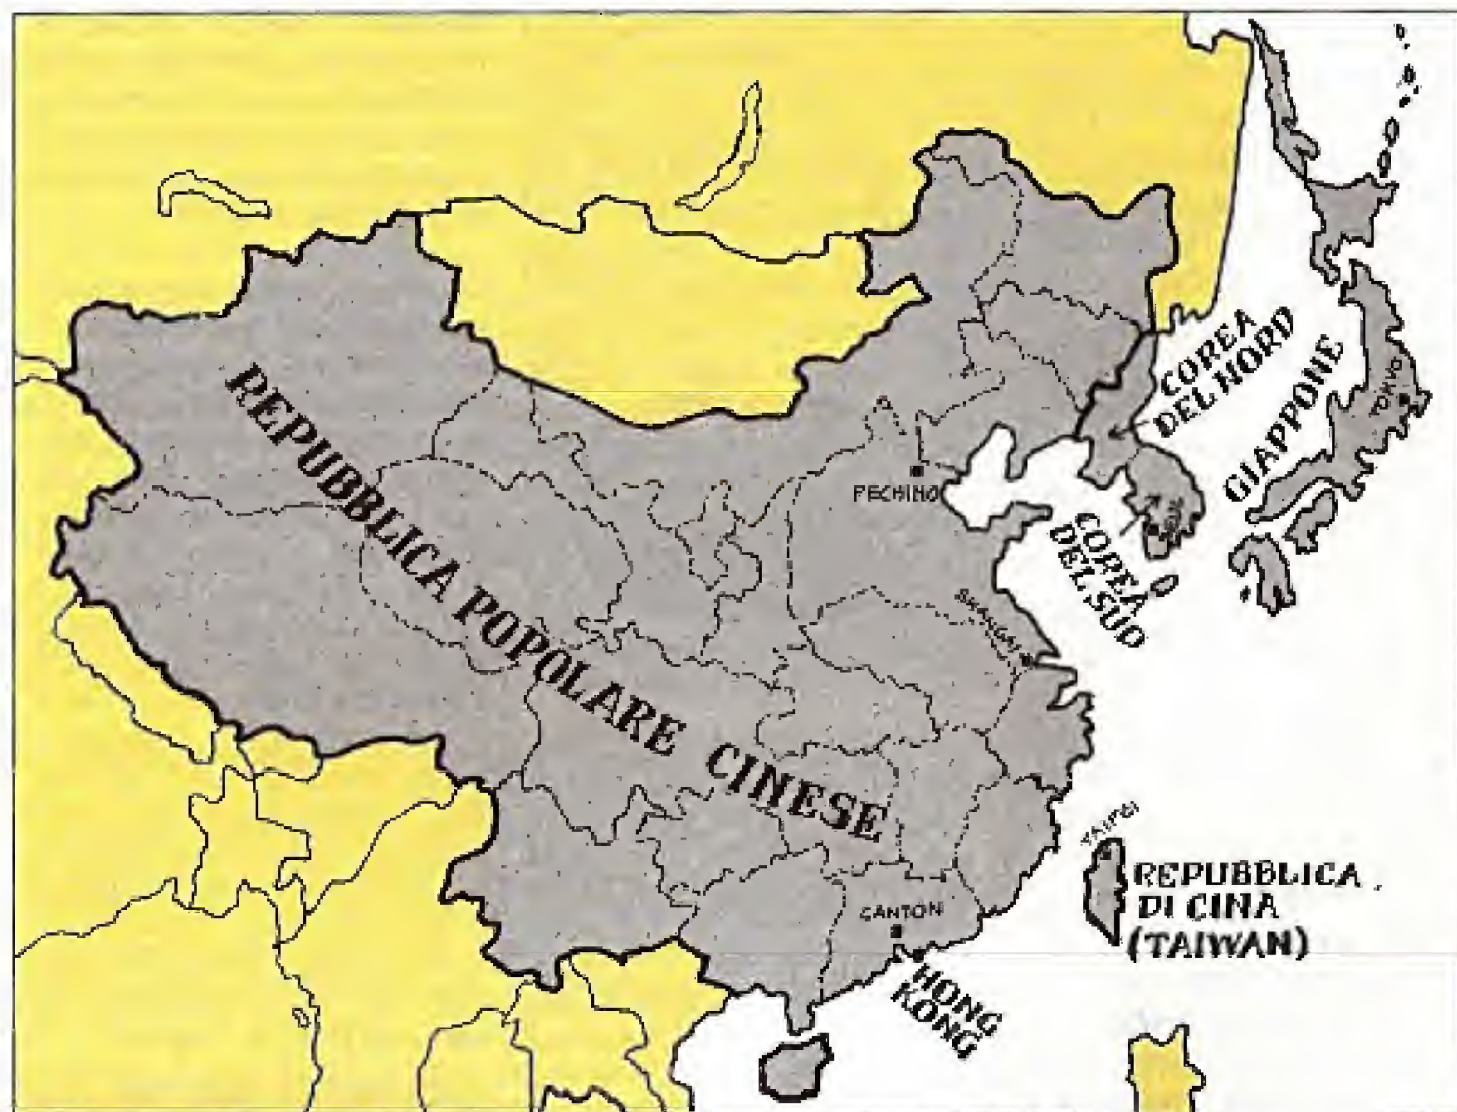 COREA
DEL NORD
GIAPPONE
TOKYO
REPUBBLICA POPOLARE CINESE
PECHINO
COREA
DEL SUD
SHANGAI
TAIPEI
REPUBBLICA
DI CINA
(TAIWAN)
CANTON
HONG
KONG